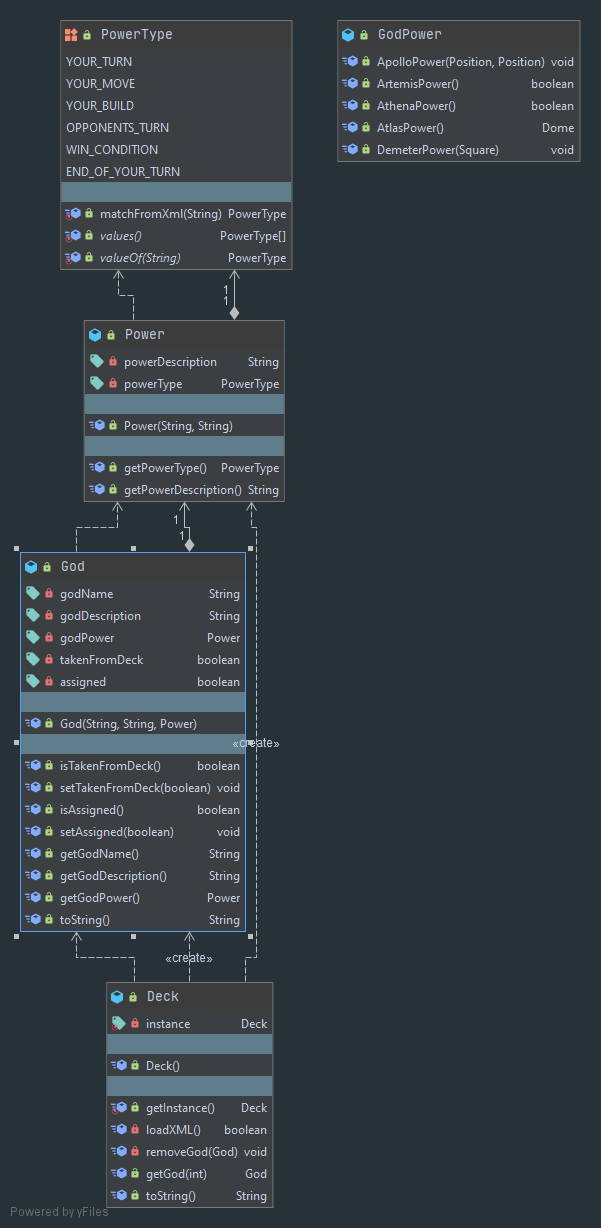 PowerType
YOUR_TURN
YOUR_MOVE
YOUR_BUILD
OPPONENTS_TURN
WIN_CONDITION
END_OF_YOUR_TURN
matchFromXml(String) PowerType
values() PowerType[]
valueOf(String) PowerType
GodPower
ApolloPower(Position, Position) void
ArtemisPower() boolean
AthenaPower() boolean
AtlasPower() Dome
DemeterPower(Square) void
1
1
Power
powerDescription String
powerType PowerType
Power(String, String)
getPowerType() PowerType
getPowerDescription() String
1
1
God
godName String
godDescription String
godPower Power
takenFromDeck boolean
assigned boolean
God(String, String, Power)
«create»
isTakenFromDeck() boolean
setTakenFromDeck(boolean) void
isAssigned() boolean
setAssigned(boolean) void
getGodName() String
getGodDescription() String
getGodPower() Power
toString() String
«create»
Deck
instance Deck
Deck()
getInstance() Deck
loadXML() boolean
removeGod(God) void
getGod(int) God
toString() String
Powered by yFiles